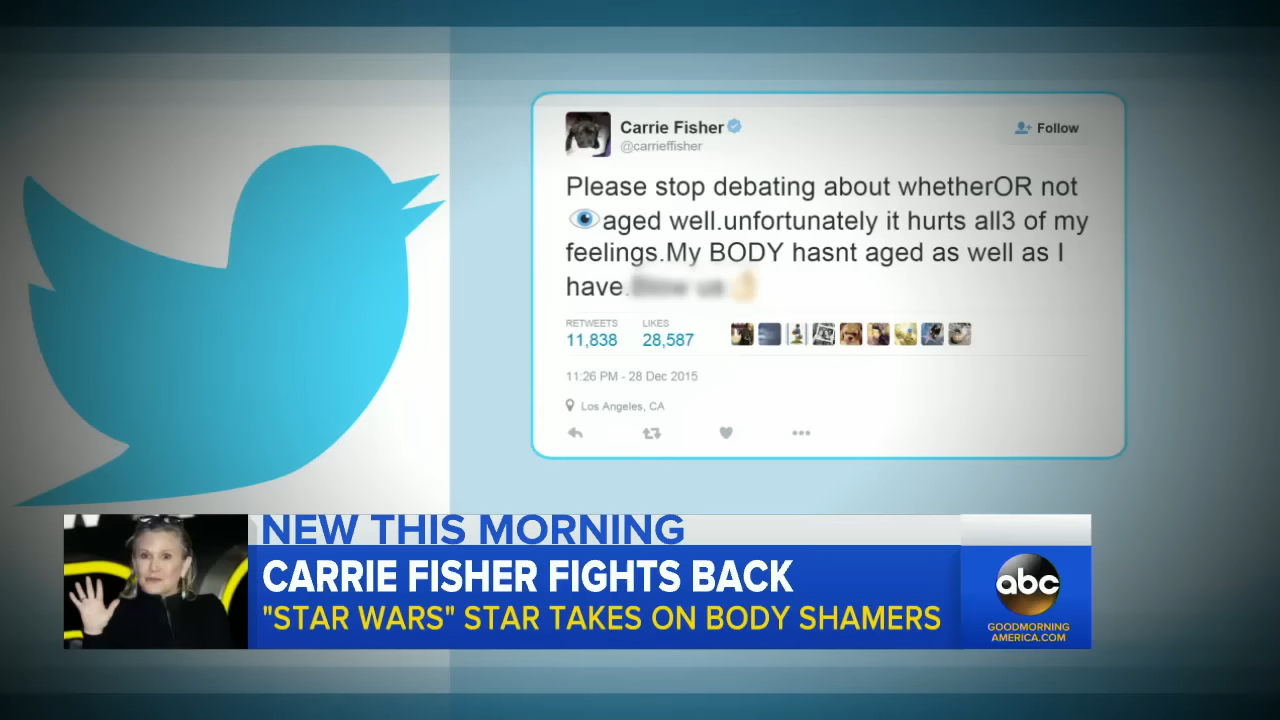 Carrie Fisher
@carrieffisher
Follow
Please stop debating about whetherOR not
👁aged well.unfortunately it hurts all3 of my
feelings.My BODY hasnt aged as well as I
have.
RETWEETS
LIKES
11,838
28,587
11:26 PM - 28 Dec 2015
Los Angeles, CA
NEW THIS MORNING
CARRIE FISHER FIGHTS BACK
"STAR WARS" STAR TAKES ON BODY SHAMERS
abc
GOODMORNING
AMERICA.COM